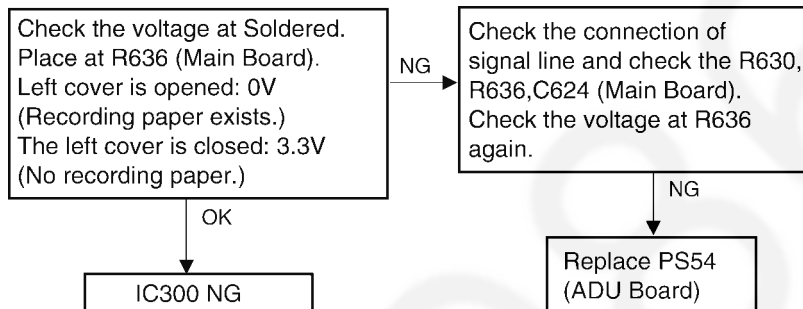 Check the voltage at Soldered.
Place at R636 (Main Board).
Left cover is opened: 0V
(Recording paper exists.)
The left cover is closed: 3.3V
(No recording paper.)
NG
Check the connection of
signal line and check the R630,
R636,C624 (Main Board).
Check the voltage at R636
again.
OK
NG
IC300 NG
Replace PS54
(ADU Board)